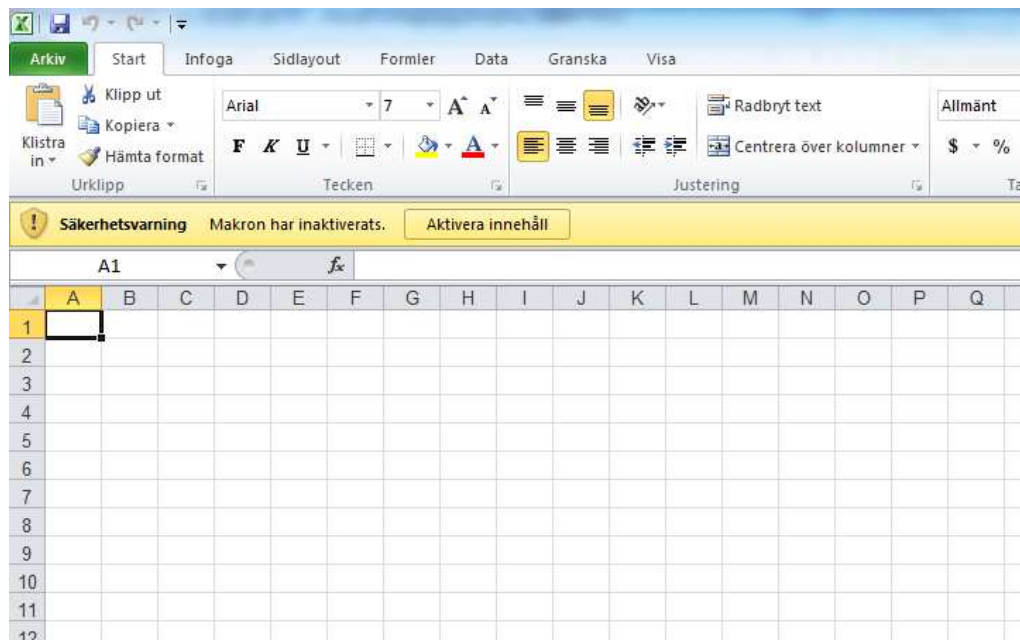 Arkiv Start Infoga Sidlayout Formler Data Granska Visa
Klistra in
Klipp ut
Kopiera
Hämta format
Urklipp
Arial 7 A A
F K U A
Tecken
Radbryt text
Centrera över kolumner
Justering
Allmänt
$ %
Ta
Säkerhetsvarning Makron har inaktiverats. Aktivera innehåll
A1 fx
A B C D E F G H I J K L M N O P Q
1
2
3
4
5
6
7
8
9
10
11
12